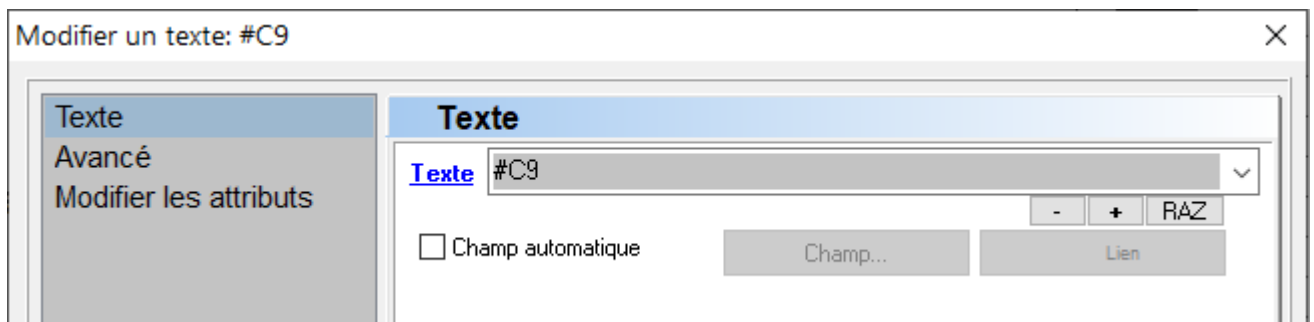 Modifier un texte: #C9
Texte
Avancé
Modifier les attributs
Texte
Texte #C9
- + RAZ
Champ automatique Champ... Lien